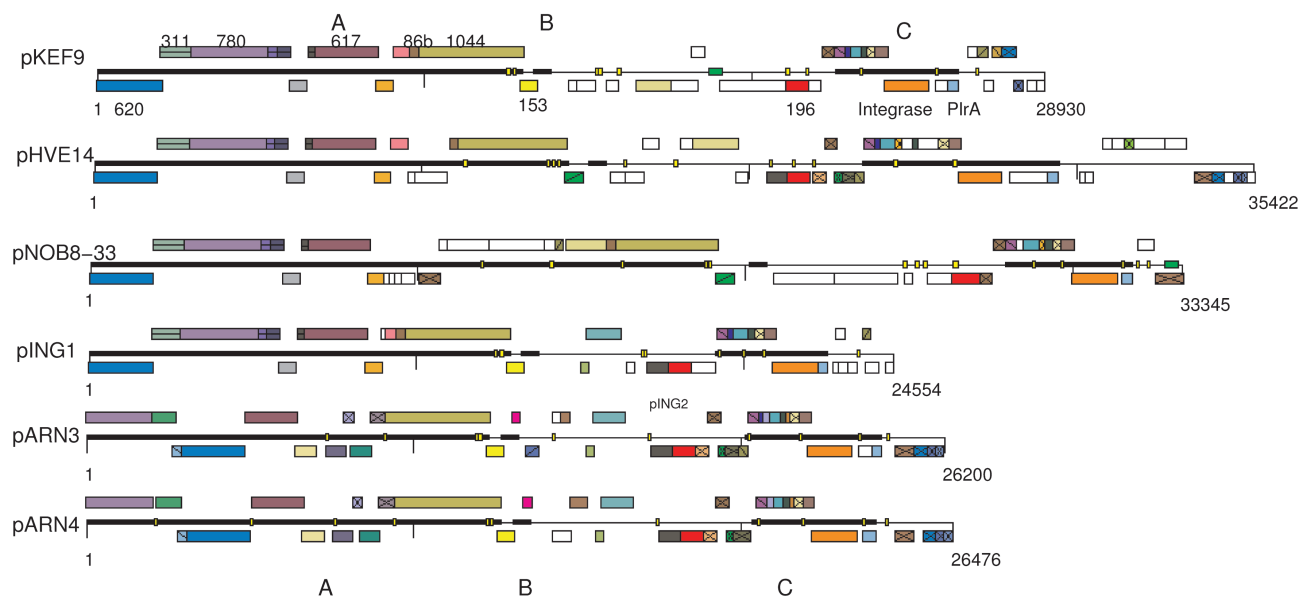 A B C
311 780 617 86b 1044
pKEF9
1 620 153 196 Integrase PlrA 28930
pHVE14
1 35422
pNOB8-33
1 33345
pING1
1 24554
pING2
pARN3
1 26200
pARN4
1 26476
A B C